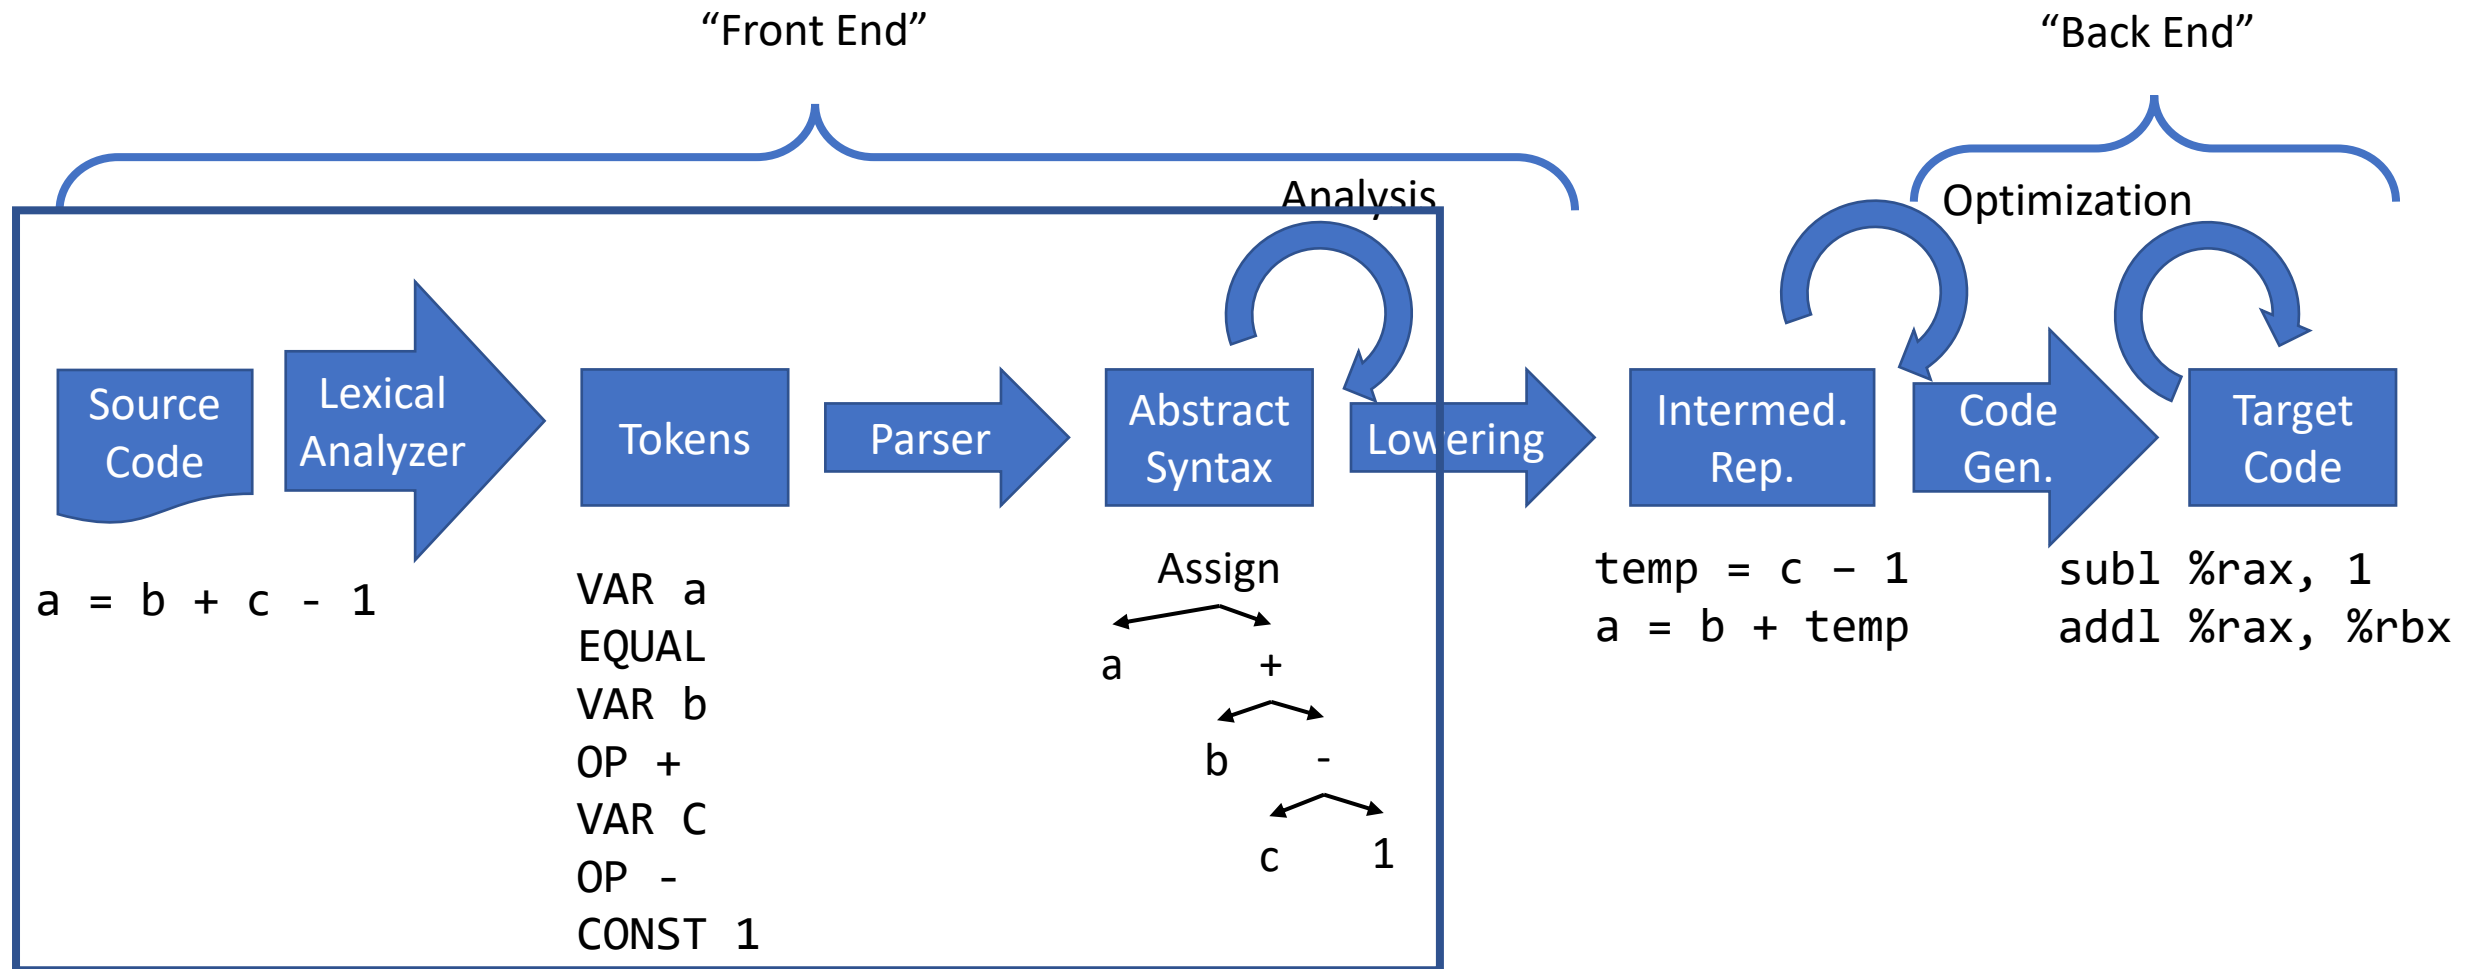 “Front End”
“Back End”
Analysis
Optimization
Source
Code
Lexical
Analyzer
Tokens
Parser
Abstract
Syntax
Lowering
Intermed.
Rep.
Code
Gen.
Target
Code
a = b + c - 1
VAR a
EQUAL
VAR b
OP +
VAR C
OP -
CONST 1
Assign
a +
b -
c 1
temp = c – 1
a = b + temp
subl %rax, 1
addl %rax, %rbx